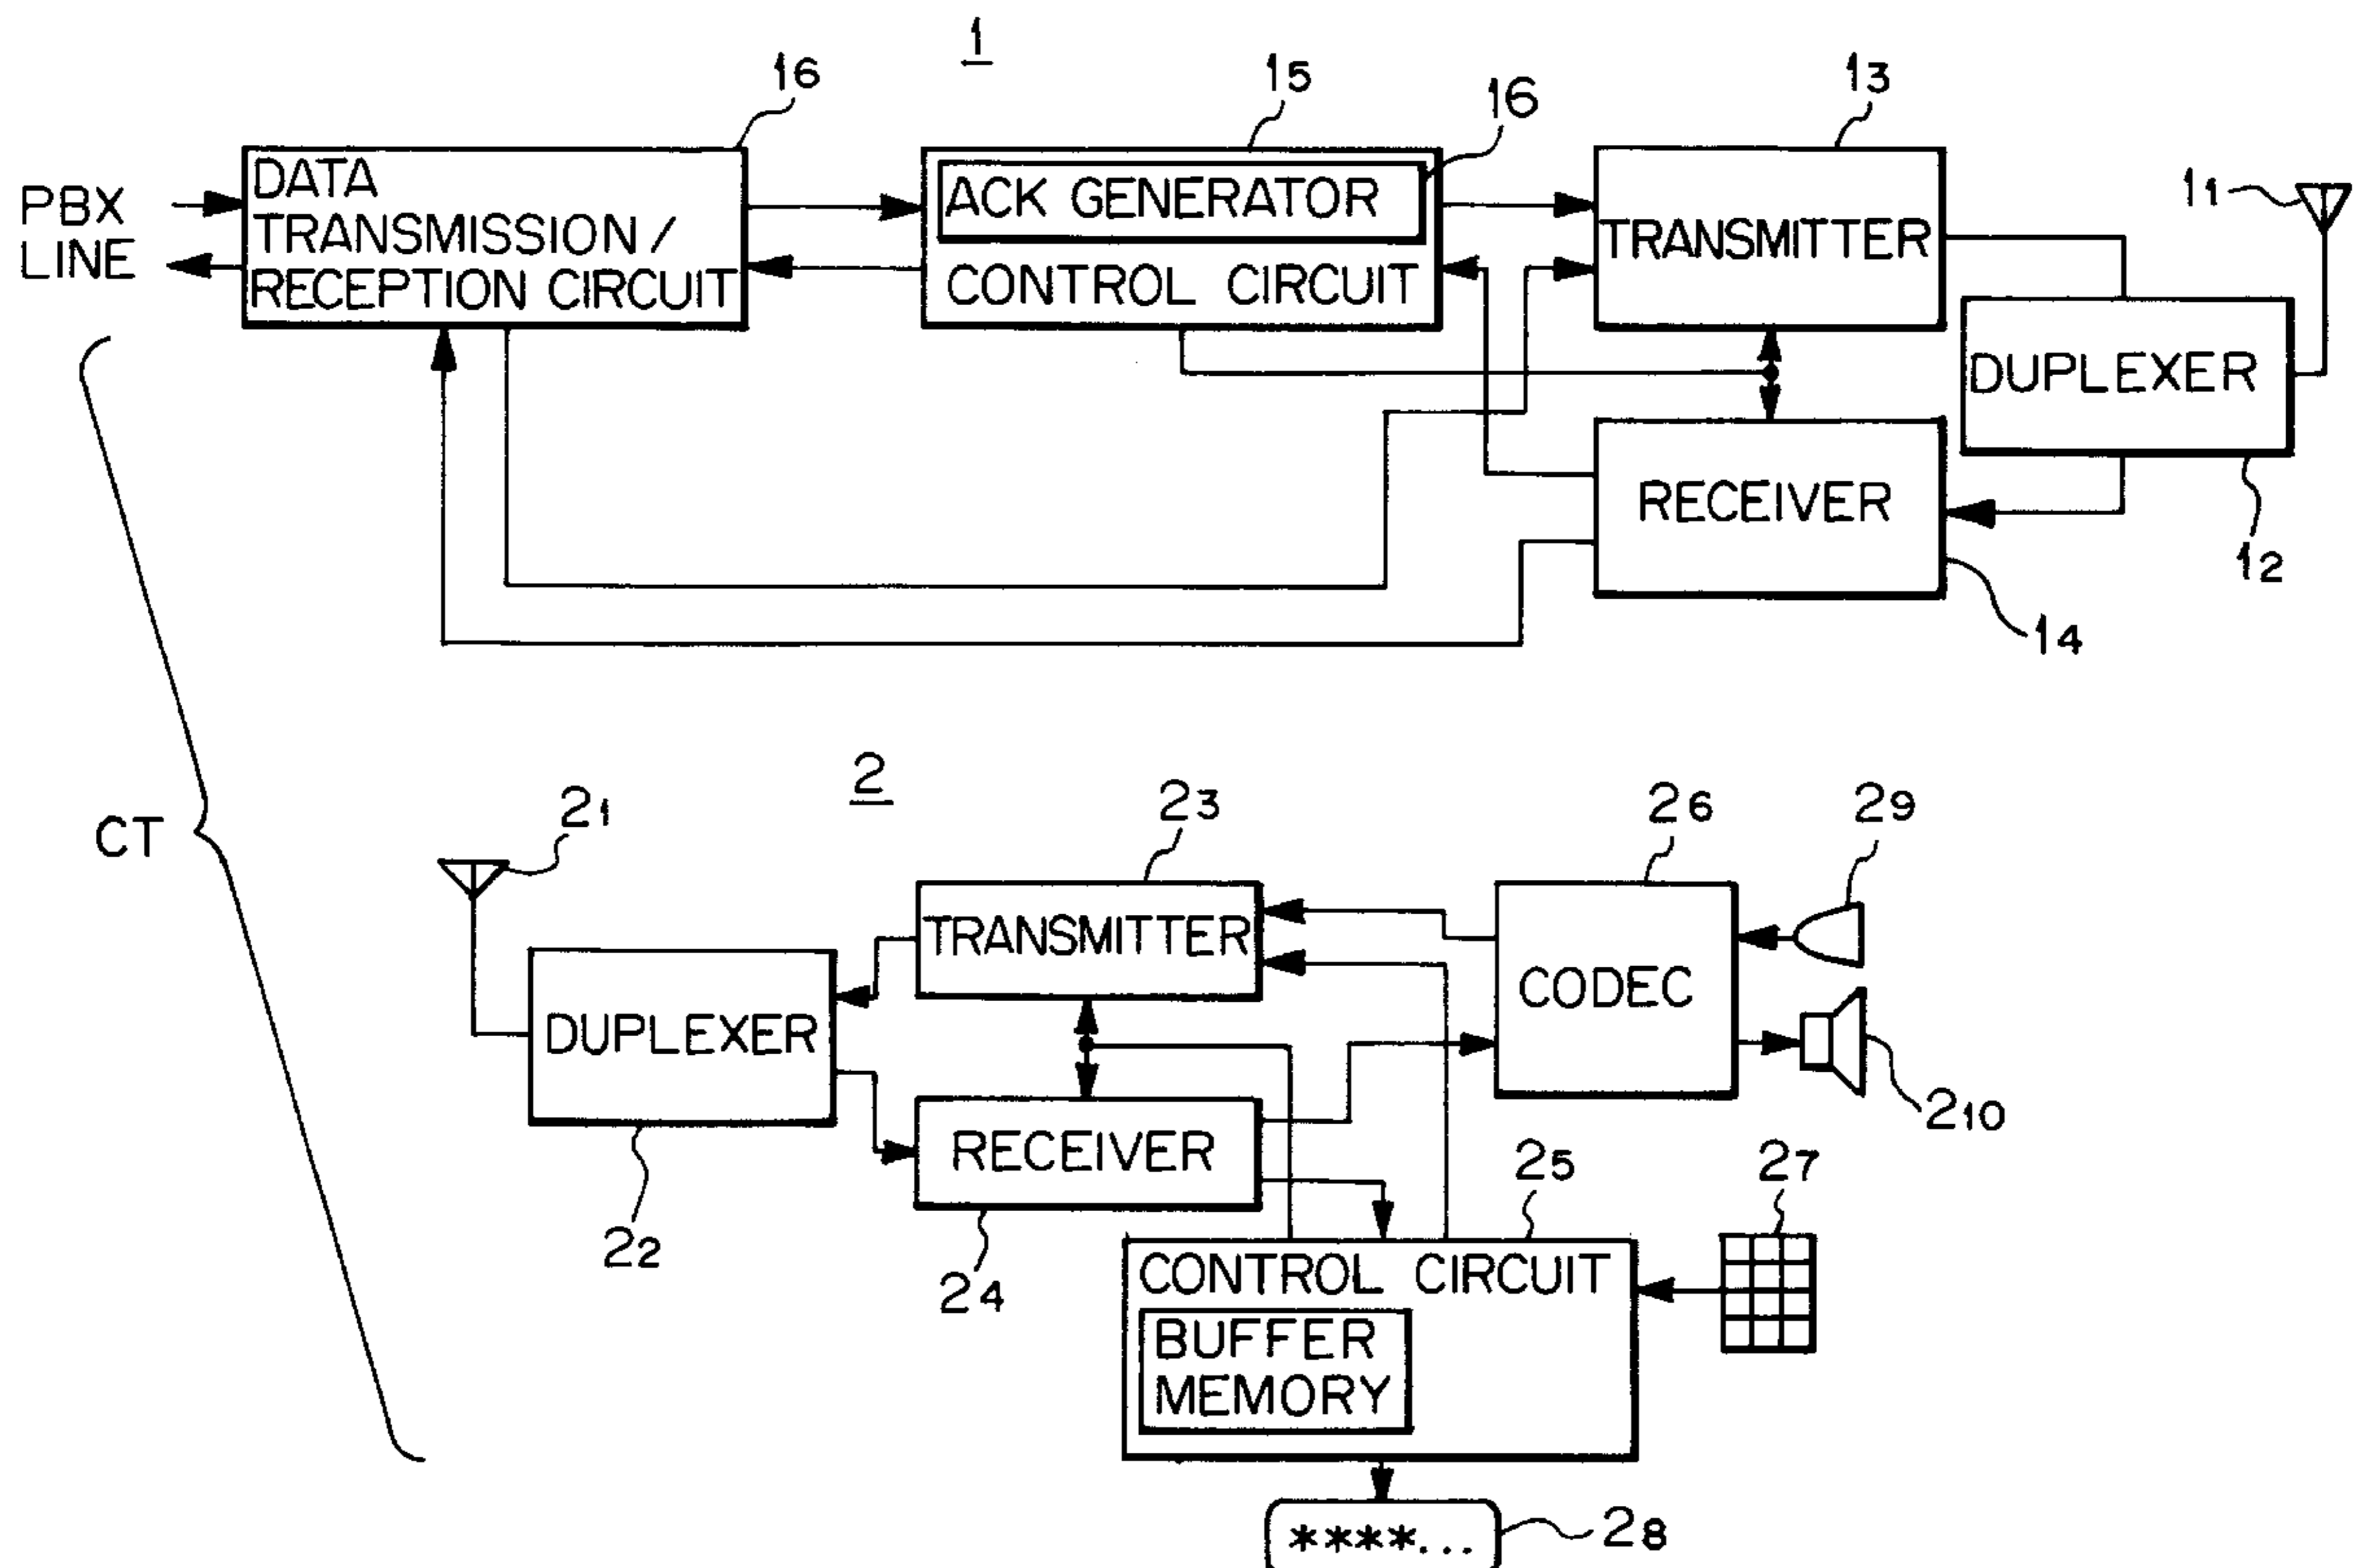 1
16
15
16
13
11
PBX
LINE
DATA
TRANSMISSION/
RECEPTION CIRCUIT
ACK GENERATOR
CONTROL CIRCUIT
TRANSMITTER
DUPLEXER
RECEIVER
12
14
CT
2
21
23
26
29
TRANSMITTER
CODEC
DUPLEXER
RECEIVER
210
22
24
25
27
CONTROL CIRCUIT
BUFFER
MEMORY
****...
28